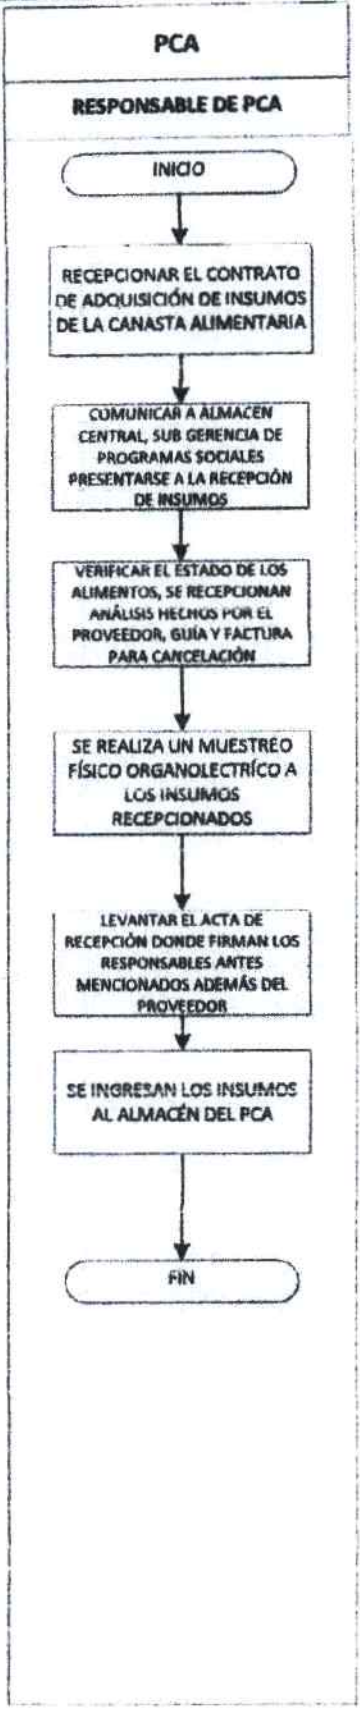 PCA
RESPONSABLE DE PCA
INICIO
RECEPCIONAR EL CONTRATO
DE ADQUISICIÓN DE INSUMOS
DE LA CANASTA ALIMENTARIA
COMUNICAR A ALMACEN
CENTRAL, SUB GERENCIA DE
PROGRAMAS SOCIALES
PRESENTARSE A LA RECEPCIÓN
DE INSUMOS
VERIFICAR EL ESTADO DE LOS
ALIMENTOS, SE RECEPCIONAN
ANÁLISIS HECHOS POR EL
PROVEEDOR, GUÍA Y FACTURA
PARA CANCELACIÓN
SE REALIZA UN MUESTREO
FÍSICO ORGANOLECTRÍCO A
LOS INSUMOS
RECEPCIONADOS
LEVANTAR EL ACTA DE
RECEPCIÓN DONDE FIRMAN LOS
RESPONSABLES ANTES
MENCIONADOS ADEMÁS DEL
PROVEEDOR
SE INGRESAN LOS INSUMOS
AL ALMACÉN DEL PCA
FIN